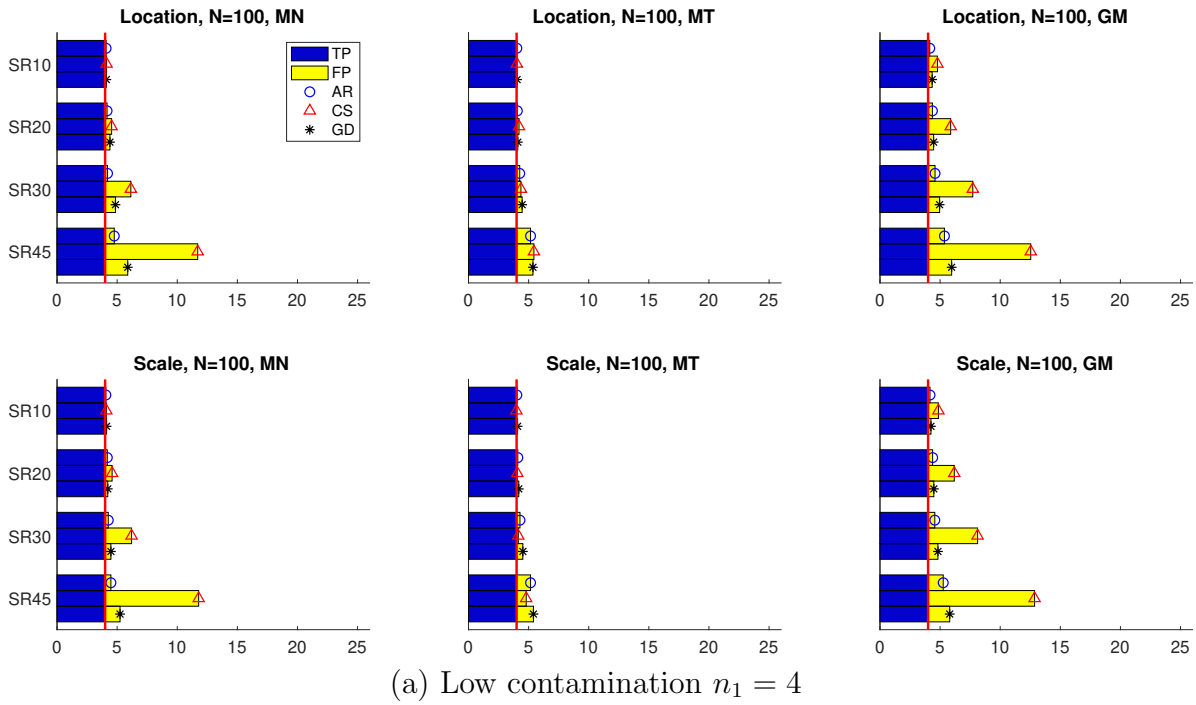 Location, N=100, MN
Location, N=100, MT
Location, N=100, GM
SR10
SR20
SR30
SR45
TP
FP
AR
CS
GD
0 5 10 15 20 25
0 5 10 15 20 25
0 5 10 15 20 25
Scale, N=100, MN
Scale, N=100, MT
Scale, N=100, GM
SR10
SR20
SR30
SR45
0 5 10 15 20 25
0 5 10 15 20 25
0 5 10 15 20 25
(a) Low contamination n₁ = 4